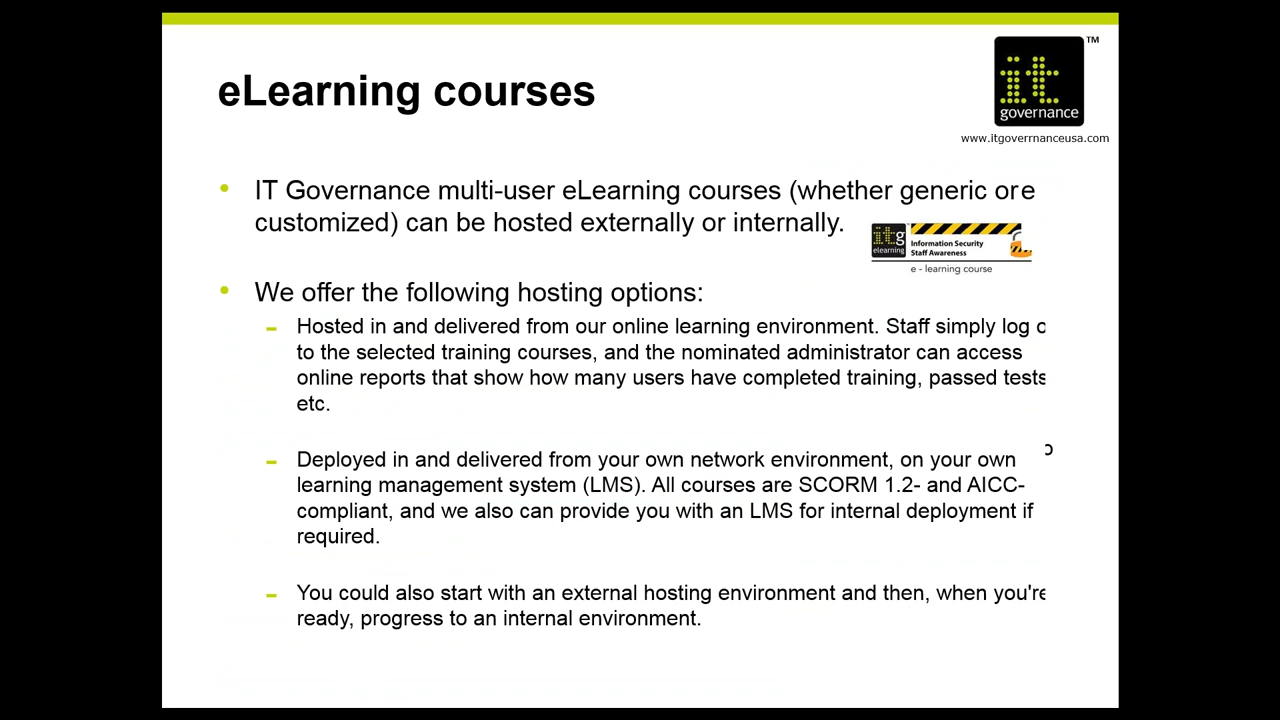 eLearning courses
it
governance
TM
www.itgoverrnanceusa.com
• IT Governance multi-user eLearning courses (whether generic ore
customized) can be hosted externally or internally.
itg
elearning
Information Security
Staff Awareness
e - learning course
• We offer the following hosting options:
– Hosted in and delivered from our online learning environment. Staff simply log
to the selected training courses, and the nominated administrator can access
online reports that show how many users have completed training, passed tests
etc.
– Deployed in and delivered from your own network environment, on your own
learning management system (LMS). All courses are SCORM 1.2- and AICC-
compliant, and we also can provide you with an LMS for internal deployment if
required.
– You could also start with an external hosting environment and then, when you're
ready, progress to an internal environment.